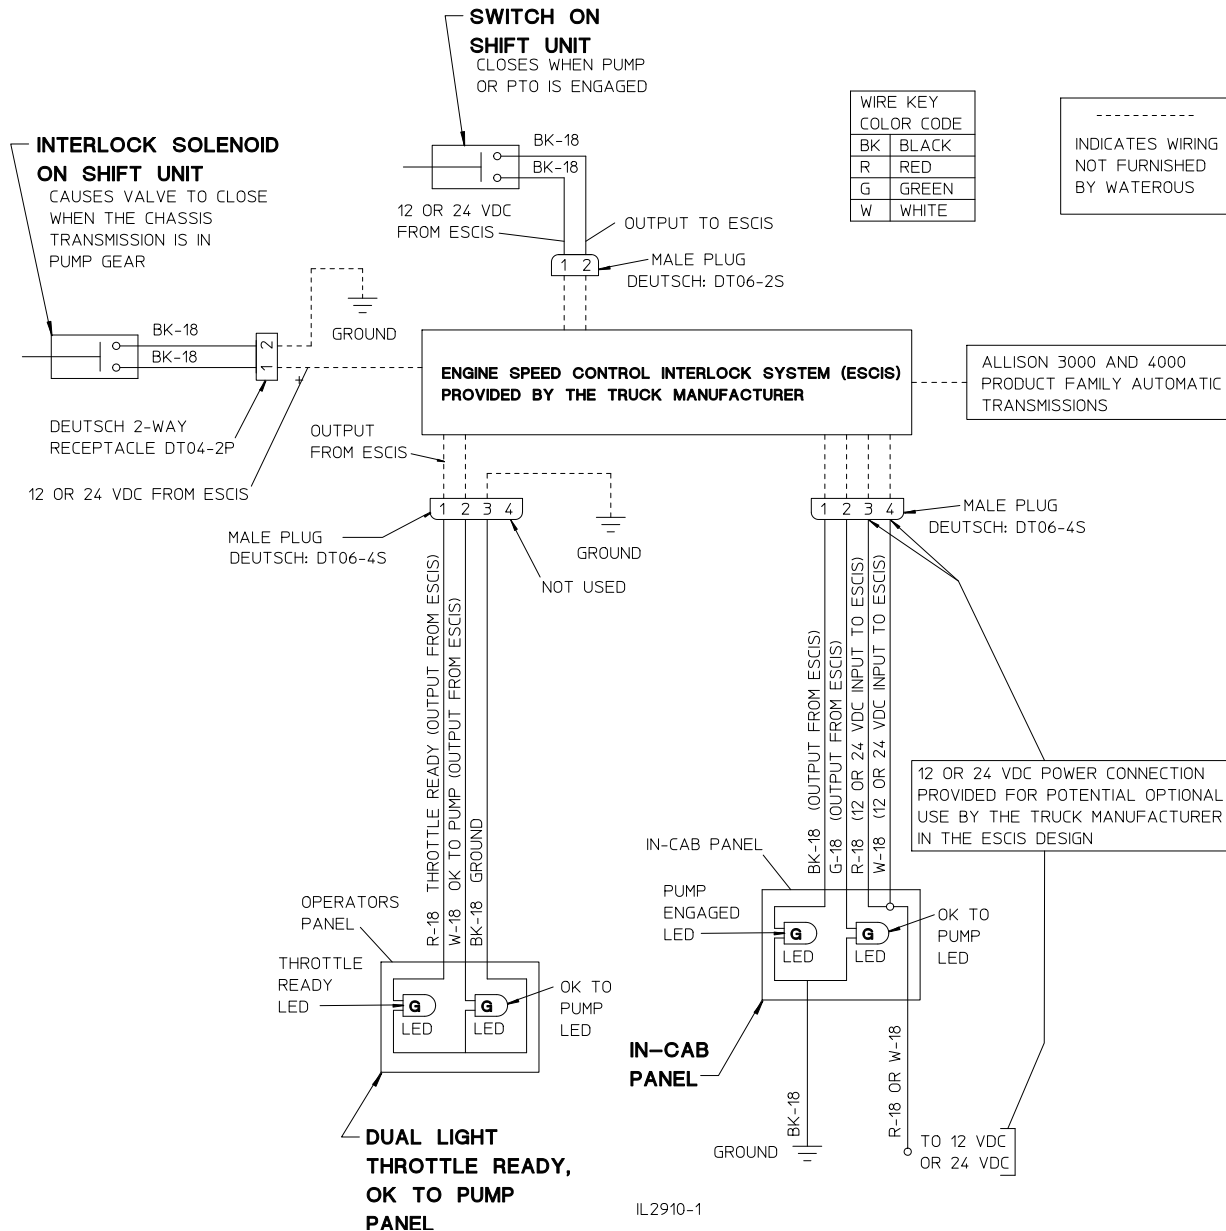 SWITCH ON
SHIFT UNIT
CLOSES WHEN PUMP
OR PTO IS ENGAGED
WIRE KEY
COLOR CODE
BK BLACK
R RED
G GREEN
W WHITE
INDICATES WIRING
NOT FURNISHED
BY WATEROUS
INTERLOCK SOLENOID
ON SHIFT UNIT
CAUSES VALVE TO CLOSE
WHEN THE CHASSIS
TRANSMISSION IS IN
PUMP GEAR
BK-18
BK-18
12 OR 24 VDC
FROM ESCIS
OUTPUT TO ESCIS
1 2
MALE PLUG
DEUTSCH: DT06-2S
GROUND
BK-18
BK-18
2
1
+
DEUTSCH 2-WAY
RECEPTACLE DT04-2P
12 OR 24 VDC FROM ESCIS
ENGINE SPEED CONTROL INTERLOCK SYSTEM (ESCIS)
PROVIDED BY THE TRUCK MANUFACTURER
ALLISON 3000 AND 4000
PRODUCT FAMILY AUTOMATIC
TRANSMISSIONS
OUTPUT
FROM ESCIS
1 2 3 4
MALE PLUG
DEUTSCH: DT06-4S
GROUND
NOT USED
1 2 3 4
MALE PLUG
DEUTSCH: DT06-4S
R-18 THROTTLE READY (OUTPUT FROM ESCIS)
W-18 OK TO PUMP (OUTPUT FROM ESCIS)
BK-18 GROUND
BK-18 (OUTPUT FROM ESCIS)
G-18 (OUTPUT FROM ESCIS)
R-18 (12 OR 24 VDC INPUT TO ESCIS)
W-18 (12 OR 24 VDC INPUT TO ESCIS)
12 OR 24 VDC POWER CONNECTION
PROVIDED FOR POTENTIAL OPTIONAL
USE BY THE TRUCK MANUFACTURER
IN THE ESCIS DESIGN
OPERATORS
PANEL
THROTTLE
READY
LED
G
LED
G
LED
OK TO
PUMP
LED
DUAL LIGHT
THROTTLE READY,
OK TO PUMP
PANEL
IN-CAB PANEL
PUMP
ENGAGED
LED
G
LED
G
LED
OK TO
PUMP
LED
IN-CAB
PANEL
BK-18
GROUND
R-18 OR W-18
TO 12 VDC
OR 24 VDC
IL2910-1